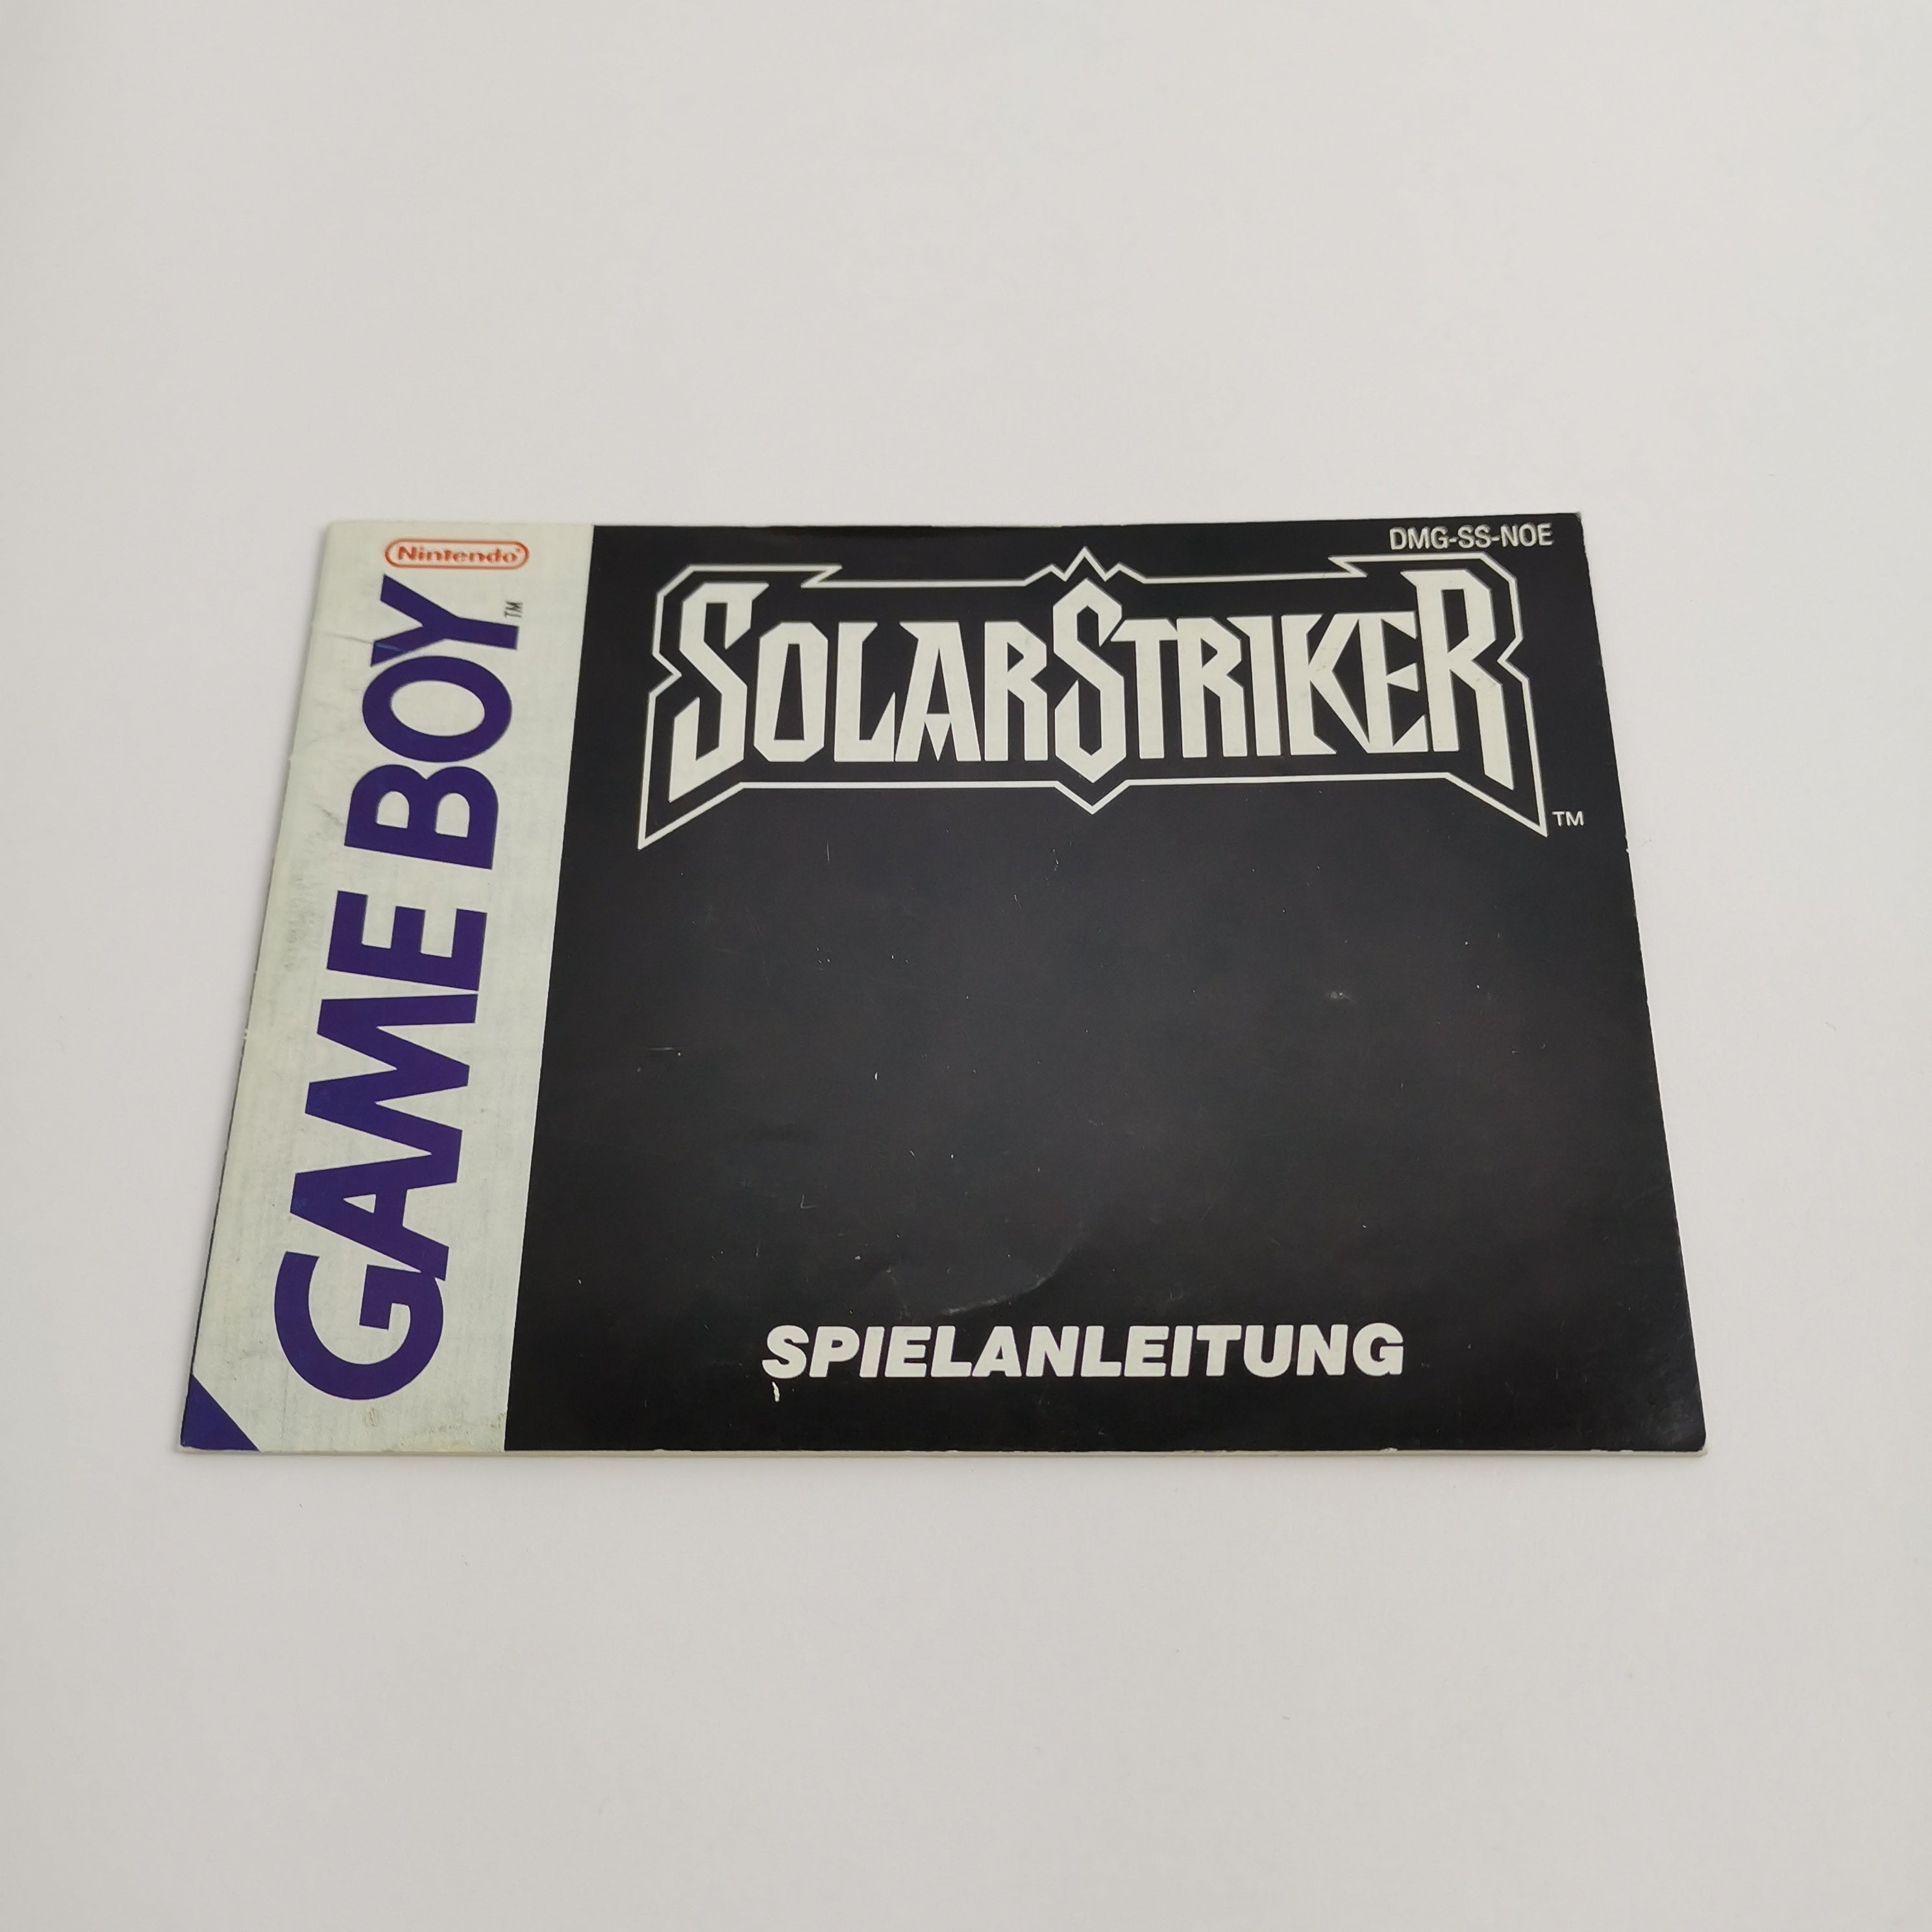 Nintendo®
GAME BOY™
DMG-SS-NOE
SOLARSTRIKER™
SPIELANLEITUNG